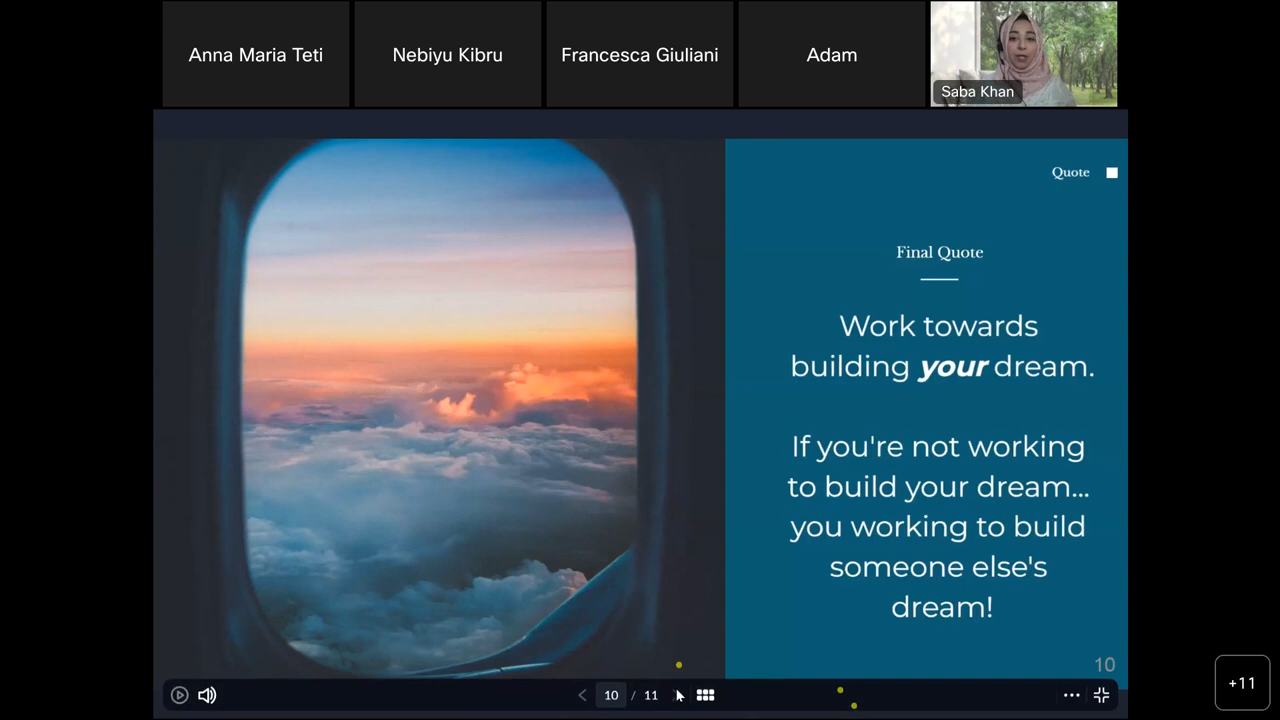 Anna Maria Teti
Nebiyu Kibru
Francesca Giuliani
Adam
Saba Khan
Quote
Final Quote
Work towards
building your dream.
If you're not working
to build your dream...
you working to build
someone else's
dream!
10
10 / 11
+11